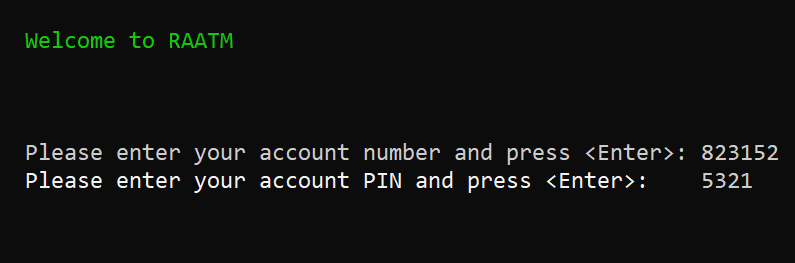 Welcome to RAATM
Please enter your account number and press <Enter>: 823152
Please enter your account PIN and press <Enter>: 5321